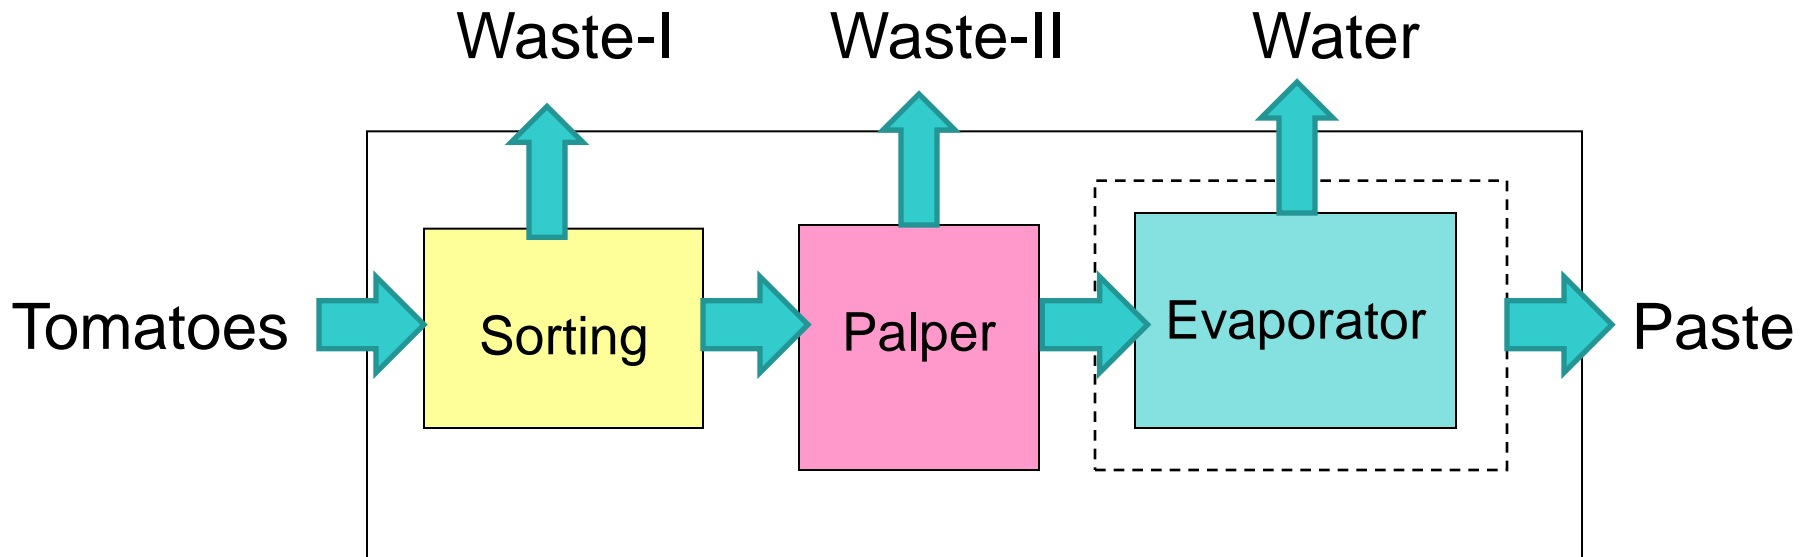 Waste-I
Waste-II
Water
Tomatoes
Sorting
Palper
Evaporator
Paste